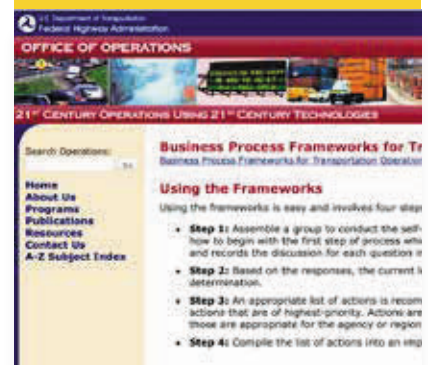 U.S. Department of Transportation
Federal Highway Administration
OFFICE OF OPERATIONS
21st CENTURY OPERATIONS USING 21st CENTURY TECHNOLOGIES
Search Operations:
Home
About Us
Programs
Publications
Resources
Contact Us
A-Z Subject Index
Business Process Frameworks for Tr
Business Process Frameworks for Transportation Operation
Using the Frameworks
Using the frameworks is easy and involves four step
• Step 1: Assemble a group to conduct the self-
how to begin with the first step of process whi
and records the discussion for each question i
• Step 2: Based on the responses, the current l
determination.
• Step 3: An appropriate list of actions is recom
actions that are of highest-priority. Actions are
those are appropriate for the agency or region
• Step 4: Compile the list of actions into an imp